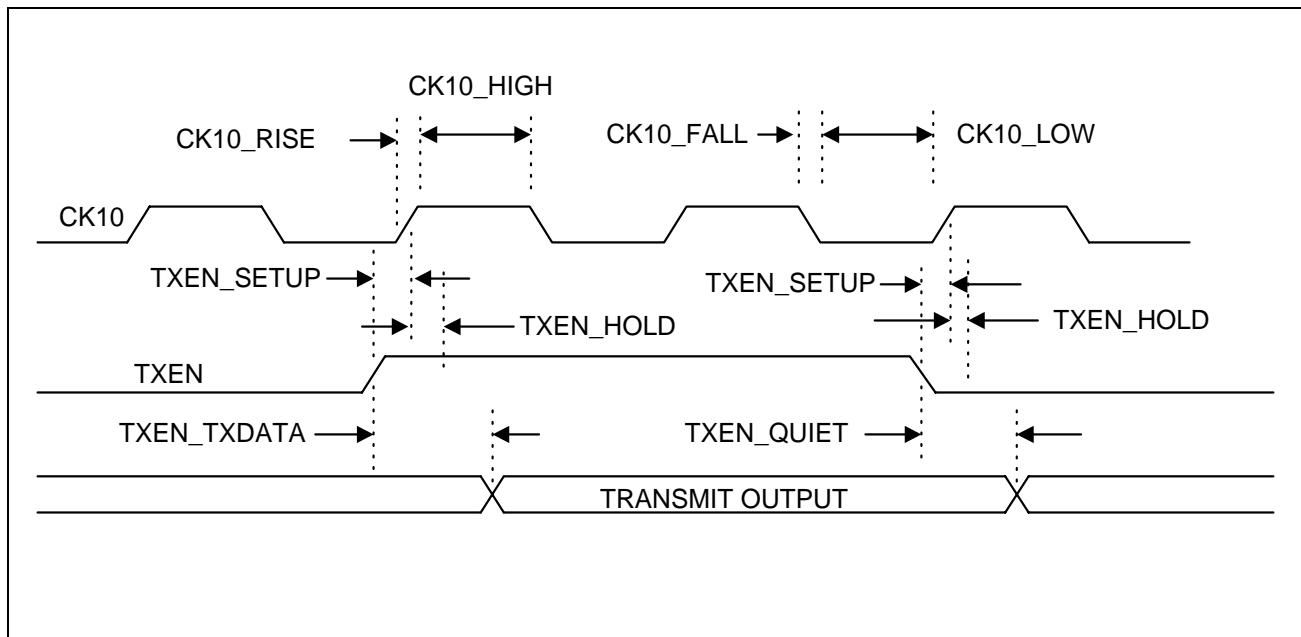 CK10_HIGH
CK10_RISE
CK10_FALL
CK10_LOW
CK10
TXEN_SETUP
TXEN_SETUP
TXEN_HOLD
TXEN_HOLD
TXEN
TXEN_TXDATA
TXEN_QUIET
TRANSMIT OUTPUT